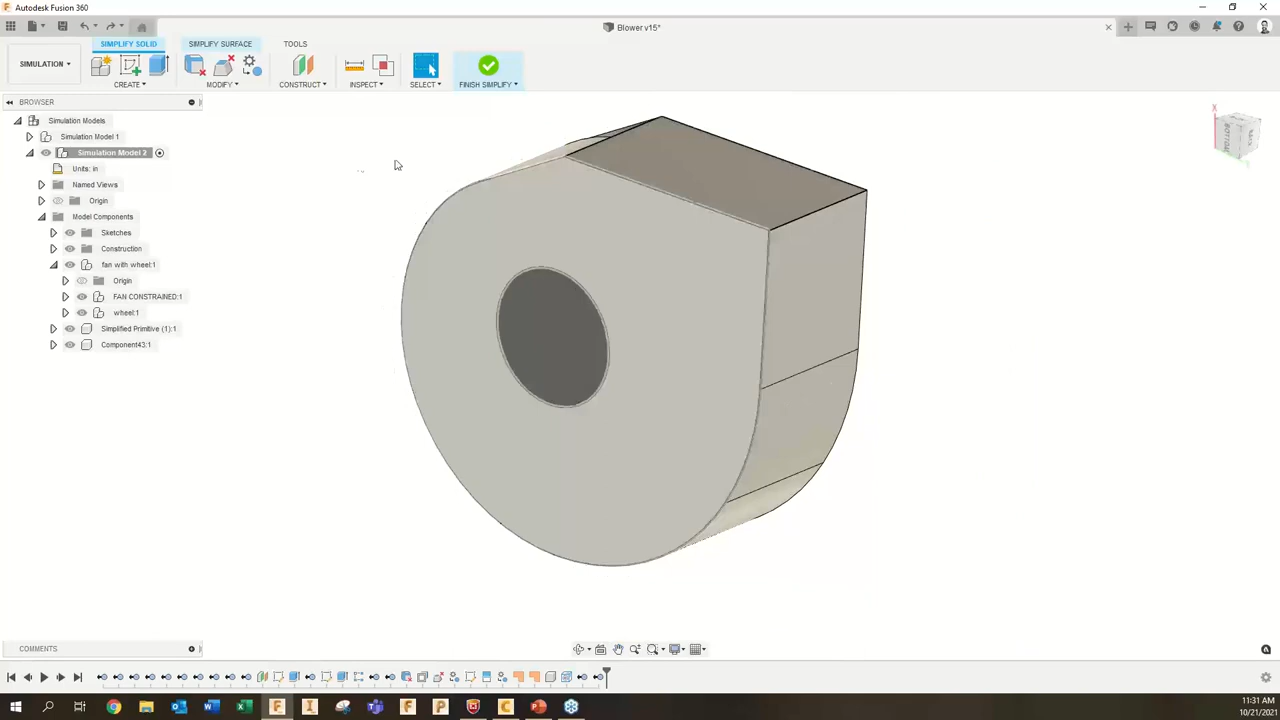 Autodesk Fusion 360
Blower v15*
SIMPLIFY SOLID
SIMPLIFY SURFACE
TOOLS
SIMULATION
CREATE
MODIFY
CONSTRUCT
INSPECT
SELECT
FINISH SIMPLIFY
BROWSER
Simulation Models
Simulation Model 1
Simulation Model 2
Units: in
Named Views
Origin
Model Components
Sketches
Construction
fan with wheel:1
Origin
FAN CONSTRAINED:1
wheel:1
Simplified Primitive (1):1
Component43:1
X
BOTTOM
BACK
COMMENTS
11:31 AM
10/21/2021